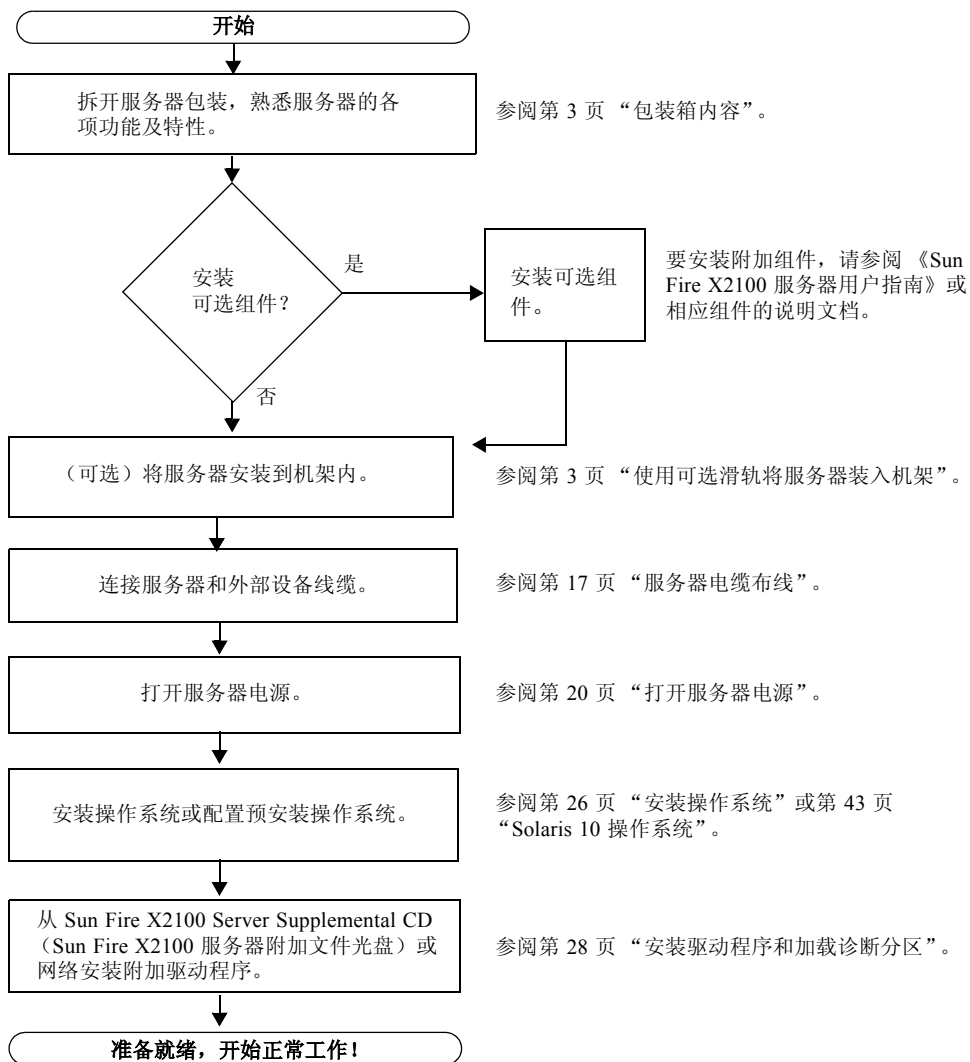 开始
拆开服务器包装，熟悉服务器的各
项功能及特性。
参阅第 3 页 “包装箱内容”。
安装
可选组件？
是
安装可选组
件。
要安装附加组件，请参阅 《Sun
Fire X2100 服务器用户指南》或
相应组件的说明文档。
否
（可选）将服务器安装到机架内。
参阅第 3 页 “使用可选滑轨将服务器装入机架”。
连接服务器和外部设备线缆。
参阅第 17 页 “服务器电缆布线”。
打开服务器电源。
参阅第 20 页 “打开服务器电源”。
安装操作系统或配置预安装操作系统。
参阅第 26 页 “安装操作系统”或第 43 页
“Solaris 10 操作系统”。
从 Sun Fire X2100 Server Supplemental CD
（Sun Fire X2100 服务器附加文件光盘）或
网络安装附加驱动程序。
参阅第 28 页 “安装驱动程序和加载诊断分区”。
准备就绪，开始正常工作！